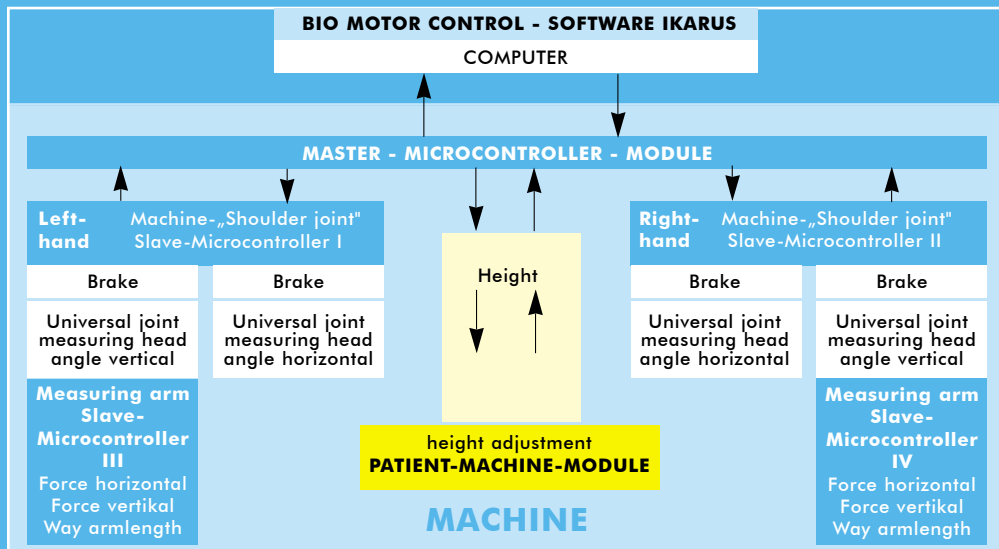 BIO MOTOR CONTROL - SOFTWARE IKARUS
COMPUTER
MASTER - MICROCONTROLLER - MODULE
Left-
hand
Machine-„Shoulder joint"
Slave-Microcontroller I
Brake
Universal joint
measuring head
angle vertical
Measuring arm
Slave-
Microcontroller
III
Force horizontal
Force vertikal
Way armlength
Brake
Universal joint
measuring head
angle horizontal
Height
height adjustment
PATIENT-MACHINE-MODULE
MACHINE
Right-
hand
Machine-„Shoulder joint"
Slave-Microcontroller II
Brake
Universal joint
measuring head
angle horizontal
Brake
Universal joint
measuring head
angle vertical
Measuring arm
Slave-
Microcontroller
IV
Force horizontal
Force vertikal
Way armlength